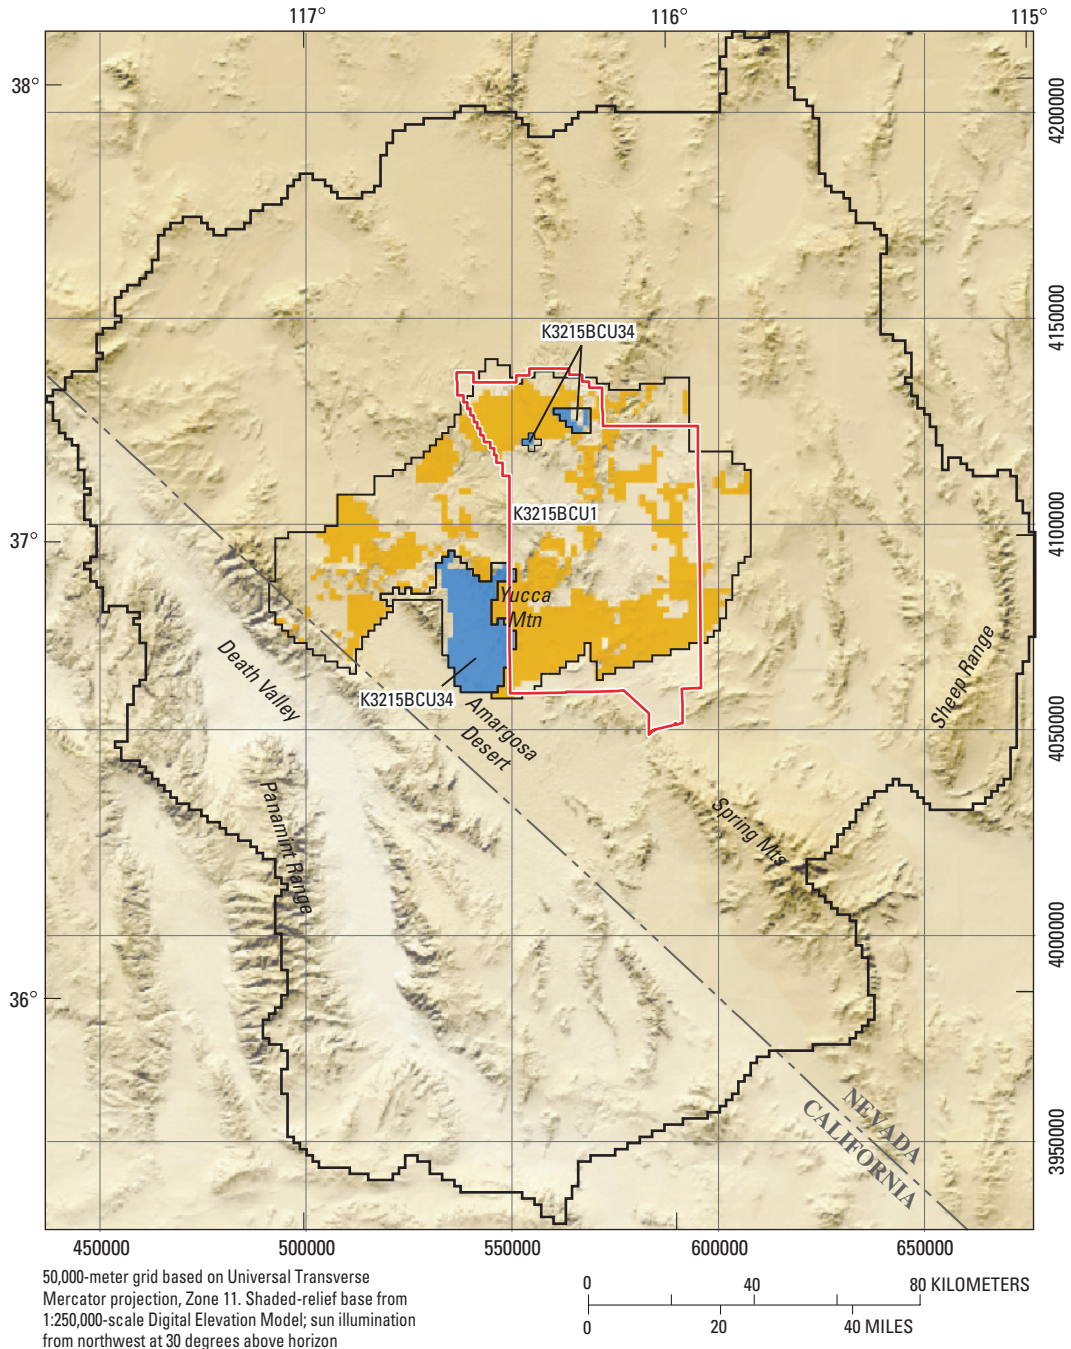 117°
116°
115°
38°
4200000
4150000
K3215BCU34
K3215BCU1
4100000
37°
Yucca
Mtn
Death Valley
Sheep Range
K3215BCU34
Amargosa
Desert
4050000
Panamint Range
Spring Mts
4000000
36°
NEVADA
CALIFORNIA
3950000
450000
500000
550000
600000
650000
50,000-meter grid based on Universal Transverse
Mercator projection, Zone 11. Shaded-relief base from
1:250,000-scale Digital Elevation Model; sun illumination
from northwest at 30 degrees above horizon
0
40
80 KILOMETERS
0
20
40 MILES